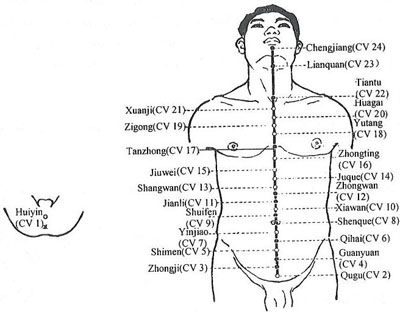 Chengjiang(CV 24)
Lianquan(CV 23)
Tiantu
(CV 22)
Huagai
(CV 20)
Yutang
(CV 18)
Zhongting
(CV 16)
Juque(CV 14)
Zhongwan
(CV 12)
Xiawan(CV 10)
Shenque(CV 8)
Qihai(CV 6)
Guanyuan
(CV 4)
Qugu(CV 2)
Xuanji(CV 21)
Zigong(CV 19)
Tanzhong(CV 17)
Jiuwei(CV 15)
Shangwan(CV 13)
Jianli(CV 11)
Shuifen
(CV 9)
Yinjiao
(CV 7)
Shimen(CV 5)
Zhongji(CV 3)
Huiyin
(CV 1)